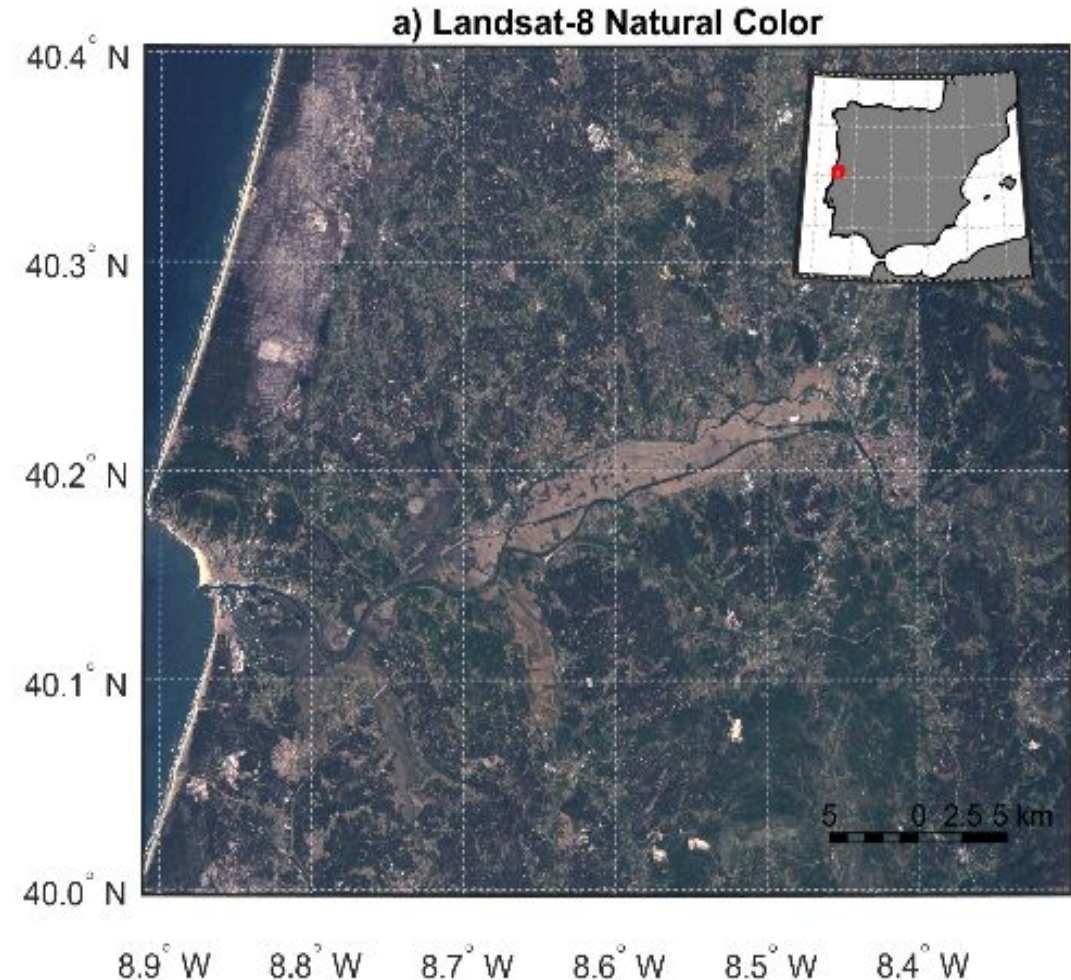 a) Landsat-8 Natural Color
40.4° N
40.3° N
40.2° N
40.1° N
5 0 2.5 5 km
40.0° N
8.9° W 8.8° W 8.7° W 8.6° W 8.5° W 8.4° W